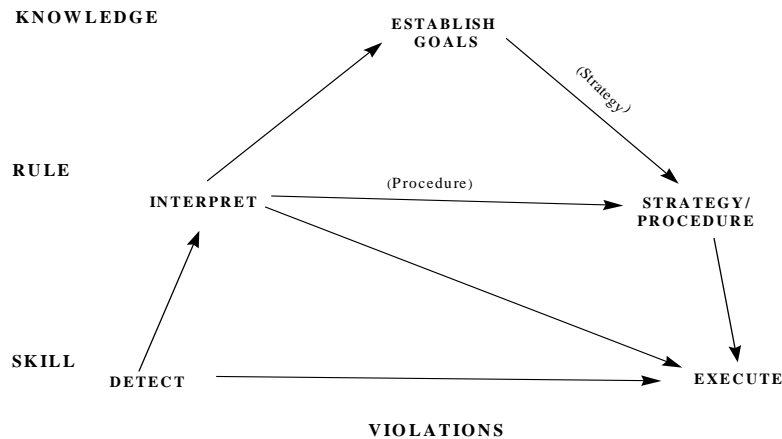 KNOWLEDGE
ESTABLISH
GOALS
(Strategy)
RULE
(Procedure)
INTERPRET
STRATEGY/
PROCEDURE
SKILL
DETECT
EXECUTE
VIOLATIONS